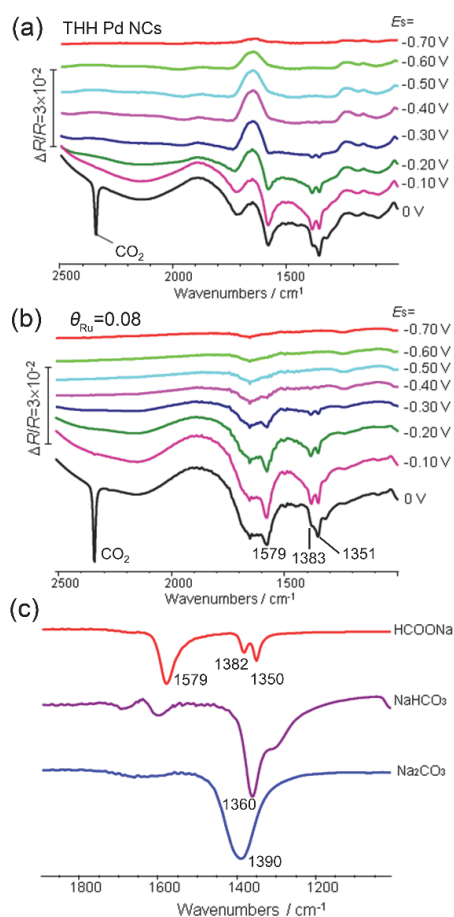 (a) THH Pd NCs
Es=
-0.70 V
-0.60 V
-0.50 V
-0.40 V
-0.30 V
-0.20 V
-0.10 V
0 V
ΔR/R=3×10⁻²
CO₂
2500 2000 1500
Wavenumbers / cm⁻¹
(b) θRu=0.08
Es=
-0.70 V
-0.60 V
-0.50 V
-0.40 V
-0.30 V
-0.20 V
-0.10 V
0 V
ΔR/R=3×10⁻²
CO₂
1579 1383 1351
2500 2000 1500
Wavenumbers / cm⁻¹
(c)
HCOONa
1579 1382 1350
NaHCO₃
1360
Na₂CO₃
1390
1800 1600 1400 1200
Wavenumbers / cm⁻¹